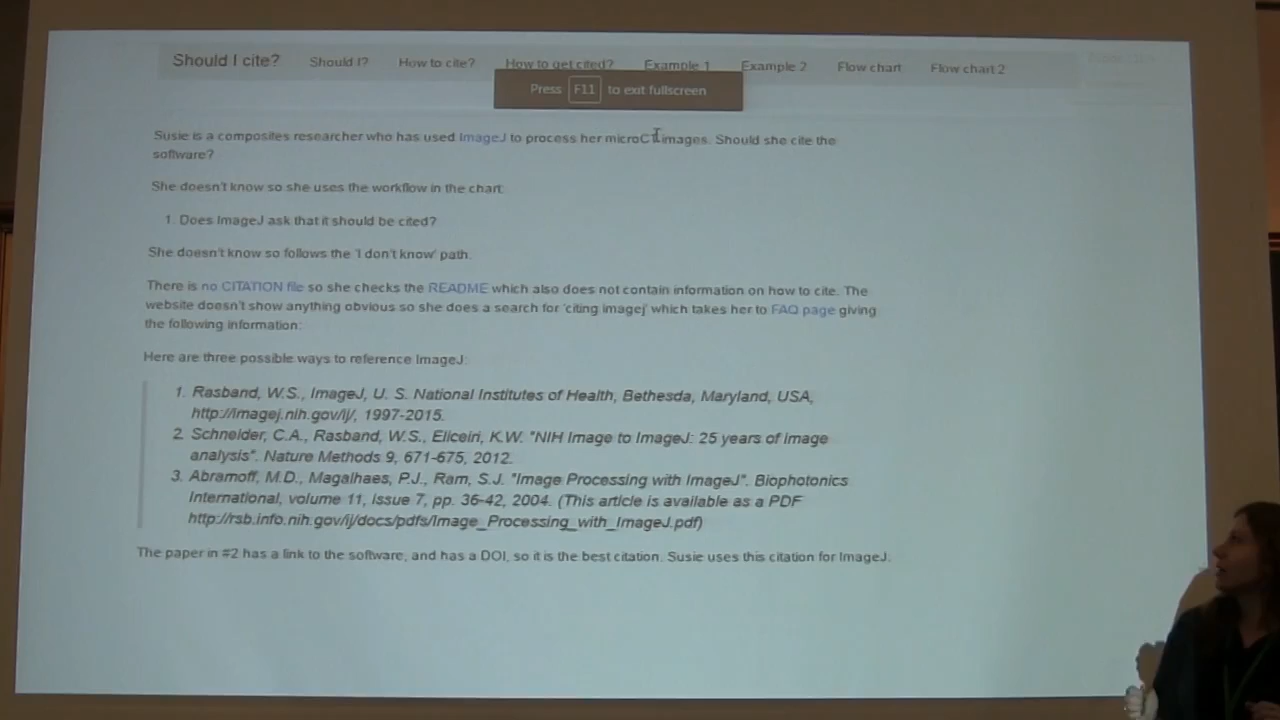 Should I cite? Should I? How to cite? How to get cited? Example 1 Example 2 Flow chart Flow chart 2
Press F11 to exit fullscreen
Susie is a composites researcher who has used ImageJ to process her microCT images. Should she cite the
software?
She doesn't know so she uses the workflow in the chart.
1. Does ImageJ ask that it should be cited?
She doesn't know so follows the 'I don't know' path.
There is no CITATION file so she checks the README which also does not contain information on how to cite. The
website doesn't show anything obvious so she does a search for 'citing imagej' which takes her to FAQ page giving
the following information:
Here are three possible ways to reference ImageJ:
1. Rasband, W.S., ImageJ, U. S. National Institutes of Health, Bethesda, Maryland, USA,
http://imagej.nih.gov/ij/, 1997-2015.
2. Schneider, C.A., Rasband, W.S., Eliceiri, K.W. "NIH Image to ImageJ: 25 years of image
analysis". Nature Methods 9, 671-675, 2012.
3. Abramoff, M.D., Magalhaes, P.J., Ram, S.J. "Image Processing with ImageJ". Biophotonics
International, volume 11, issue 7, pp. 36-42, 2004. (This article is available as a PDF
http://rsb.info.nih.gov/ij/docs/pdfs/Image_Processing_with_ImageJ.pdf)
The paper in #2 has a link to the software, and has a DOI, so it is the best citation. Susie uses this citation for ImageJ.